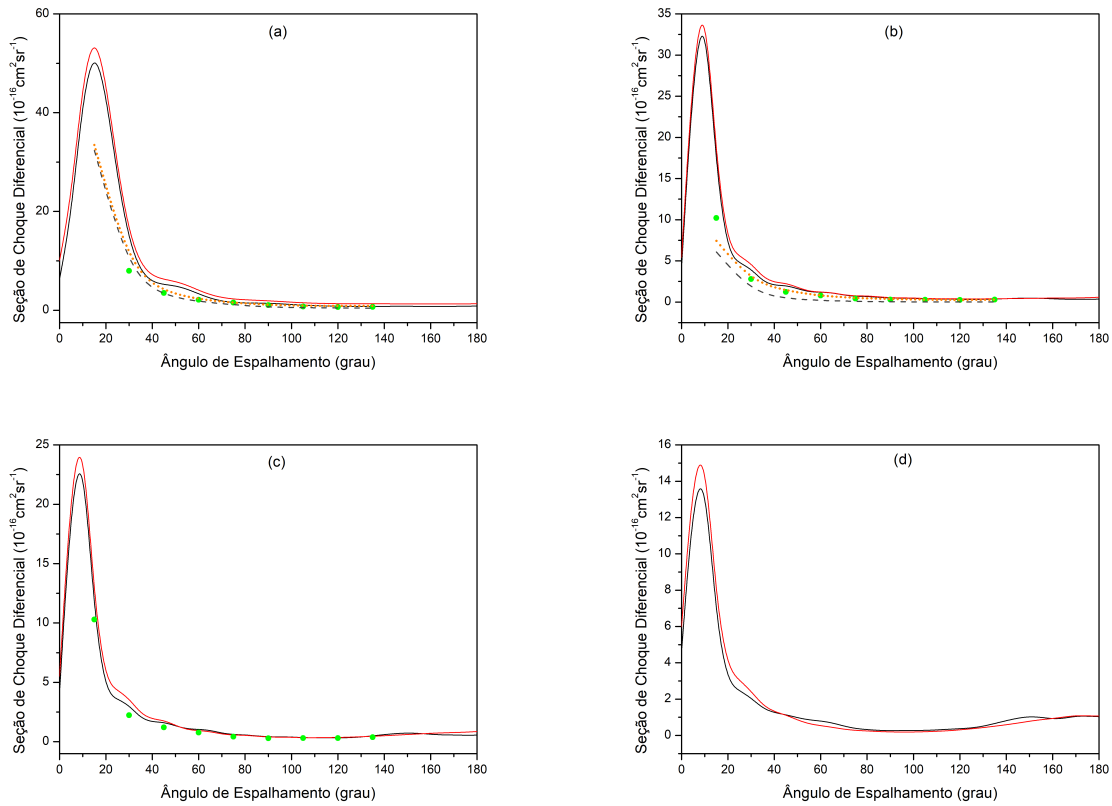 (a)
Seção de Choque Diferencial (10⁻¹⁶cm²sr⁻¹)
60
40
20
0
0 20 40 60 80 100 120 140 160 180
Ângulo de Espalhamento (grau)
(b)
Seção de Choque Diferencial (10⁻¹⁶cm²sr⁻¹)
35
30
25
20
15
10
5
0
0 20 40 60 80 100 120 140 160 180
Ângulo de Espalhamento (grau)
(c)
Seção de Choque Diferencial (10⁻¹⁶cm²sr⁻¹)
25
20
15
10
5
0
0 20 40 60 80 100 120 140 160 180
Ângulo de Espalhamento (grau)
(d)
Seção de Choque Diferencial (10⁻¹⁶cm²sr⁻¹)
16
14
12
10
8
6
4
2
0
0 20 40 60 80 100 120 140 160 180
Ângulo de Espalhamento (grau)